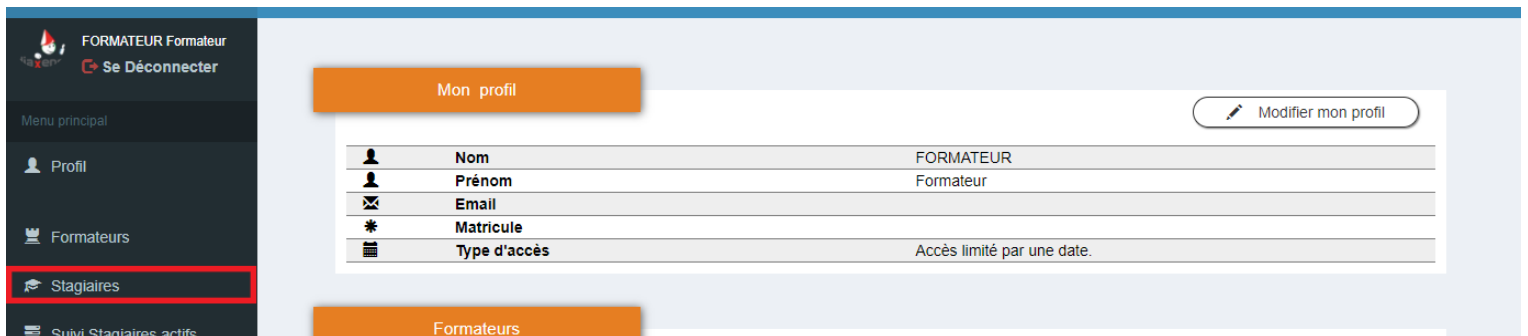 FORMATEUR Formateur
Se Déconnecter
Menu principal
Profil
Formateurs
Stagiaires
Suivi Stagiaires actifs
Mon profil
Modifier mon profil
Nom FORMATEUR
Prénom Formateur
Email
Matricule
Type d'accès Accès limité par une date.
Formateurs